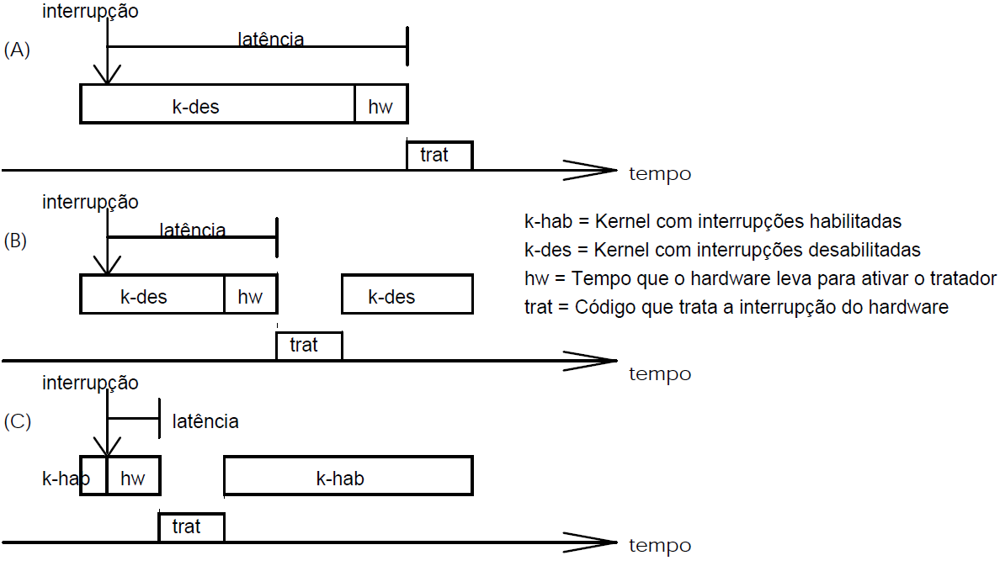 interrupção
latência
(A)
k-des
hw
trat
tempo
interrupção
latência
(B)
k-des
hw
k-des
trat
tempo
k-hab = Kernel com interrupções habilitadas
k-des = Kernel com interrupções desabilitadas
hw = Tempo que o hardware leva para ativar o tratador
trat = Código que trata a interrupção do hardware
interrupção
(C)
latência
k-hab
hw
k-hab
trat
tempo